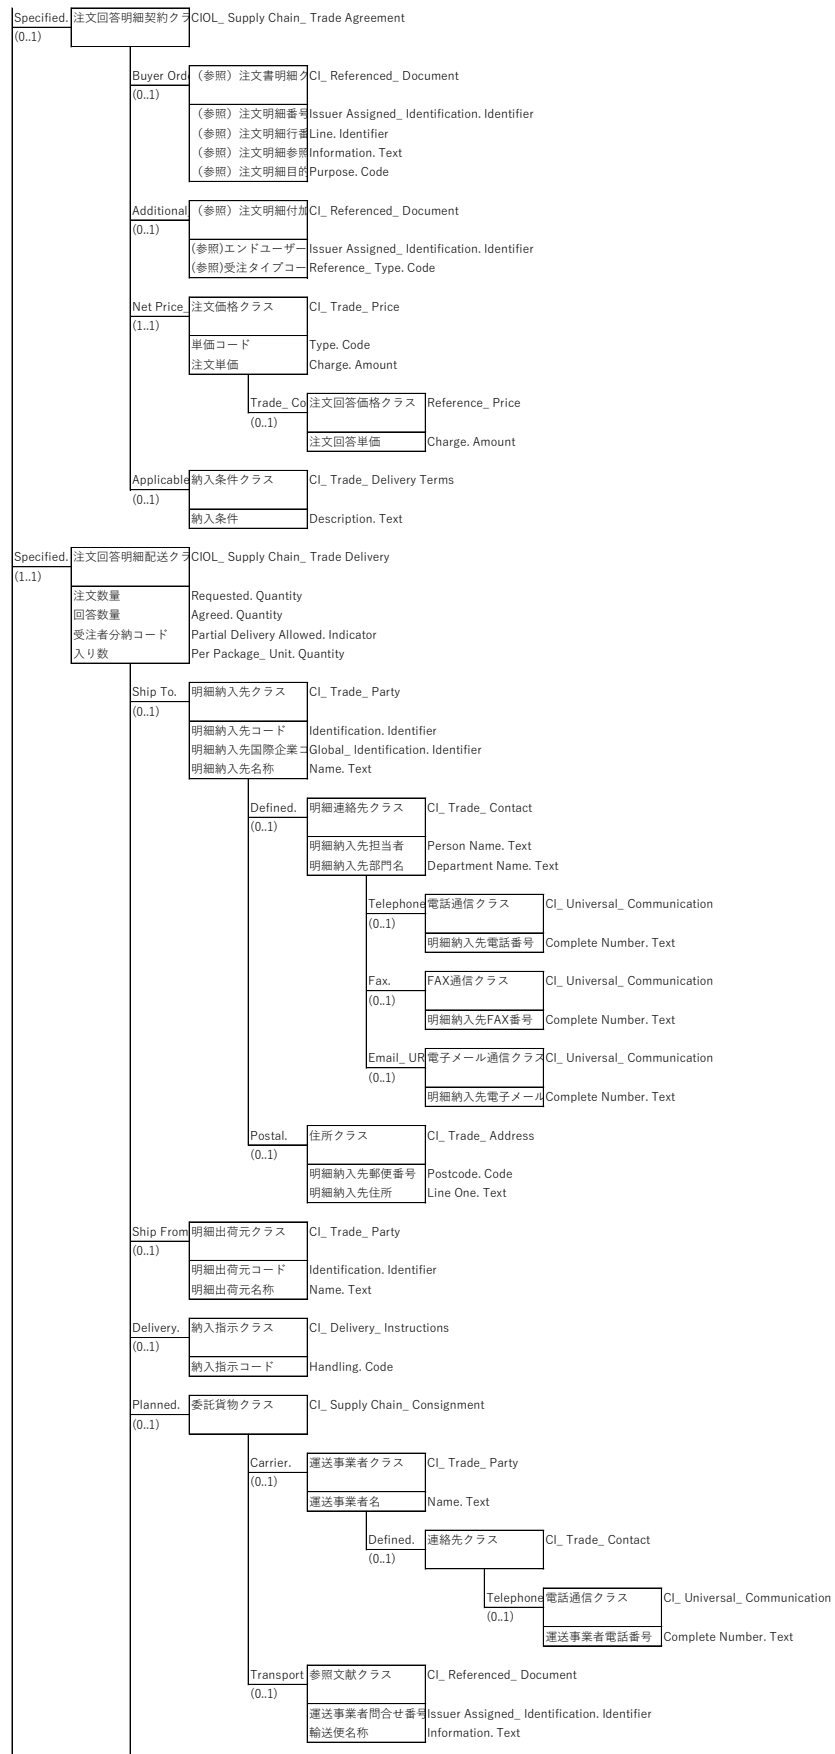 Specified. 注文回答明細契約クラ CIOL_ Supply Chain_ Trade Agreement
(0..1)
Buyer Ord （参照）注文書明細ク CI_ Referenced_ Document
(0..1)
（参照）注文明細番号 Issuer Assigned_ Identification. Identifier
（参照）注文明細行番 Line. Identifier
（参照）注文明細参照 Information. Text
（参照）注文明細目的 Purpose. Code
Additional （参照）注文明細付加 CI_ Referenced_ Document
(0..1)
(参照)エンドユーザー Issuer Assigned_ Identification. Identifier
(参照)受注タイプコー Reference_ Type. Code
Net Price_ 注文価格クラス CI_ Trade_ Price
(1..1)
単価コード Type. Code
注文単価 Charge. Amount
Trade_ Co 注文回答価格クラス Reference_ Price
(0..1)
注文回答単価 Charge. Amount
Applicable 納入条件クラス CI_ Trade_ Delivery Terms
(0..1)
納入条件 Description. Text
Specified. 注文回答明細配送クラ CIOL_ Supply Chain_ Trade Delivery
(1..1)
注文数量 Requested. Quantity
回答数量 Agreed. Quantity
受注者分納コード Partial Delivery Allowed. Indicator
入り数 Per Package_ Unit. Quantity
Ship To. 明細納入先クラス CI_ Trade_ Party
(0..1)
明細納入先コード Identification. Identifier
明細納入先国際企業コ Global_ Identification. Identifier
明細納入先名称 Name. Text
Defined. 明細連絡先クラス CI_ Trade_ Contact
(0..1)
明細納入先担当者 Person Name. Text
明細納入先部門名 Department Name. Text
Telephone 電話通信クラス CI_ Universal_ Communication
(0..1)
明細納入先電話番号 Complete Number. Text
Fax. FAX通信クラス CI_ Universal_ Communication
(0..1)
明細納入先FAX番号 Complete Number. Text
Email_ UR 電子メール通信クラス CI_ Universal_ Communication
(0..1)
明細納入先電子メール Complete Number. Text
Postal. 住所クラス CI_ Trade_ Address
(0..1)
明細納入先郵便番号 Postcode. Code
明細納入先住所 Line One. Text
Ship From 明細出荷元クラス CI_ Trade_ Party
(0..1)
明細出荷元コード Identification. Identifier
明細出荷元名称 Name. Text
Delivery. 納入指示クラス CI_ Delivery_ Instructions
(0..1)
納入指示コード Handling. Code
Planned. 委託貨物クラス CI_ Supply Chain_ Consignment
(0..1)
Carrier. 運送事業者クラス CI_ Trade_ Party
(0..1)
運送事業者名 Name. Text
Defined. 連絡先クラス CI_ Trade_ Contact
(0..1)
Telephone 電話通信クラス CI_ Universal_ Communication
(0..1)
運送事業者電話番号 Complete Number. Text
Transport 参照文献クラス CI_ Referenced_ Document
(0..1)
運送事業者問合せ番号 Issuer Assigned_ Identification. Identifier
輸送便名称 Information. Text